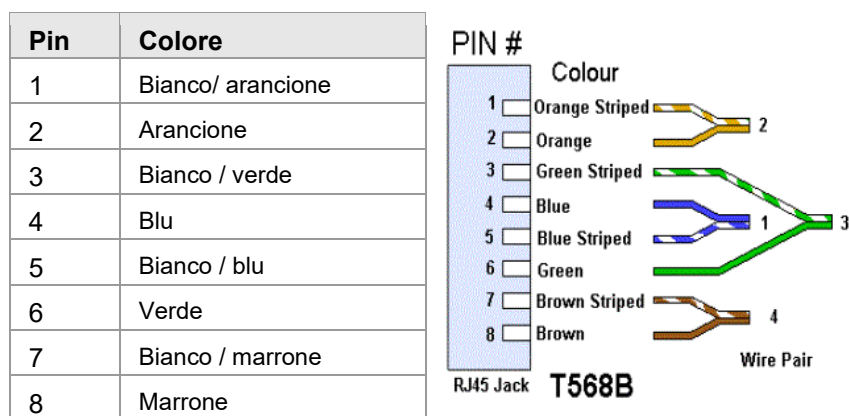 Pin Colore
1 Bianco/ arancione
2 Arancione
3 Bianco / verde
4 Blu
5 Bianco / blu
6 Verde
7 Bianco / marrone
8 Marrone
PIN #
Colour
1 Orange Striped
2 Orange
2
3 Green Striped
4 Blue
1
3
5 Blue Striped
6 Green
7 Brown Striped
4
8 Brown
Wire Pair
RJ45 Jack T568B